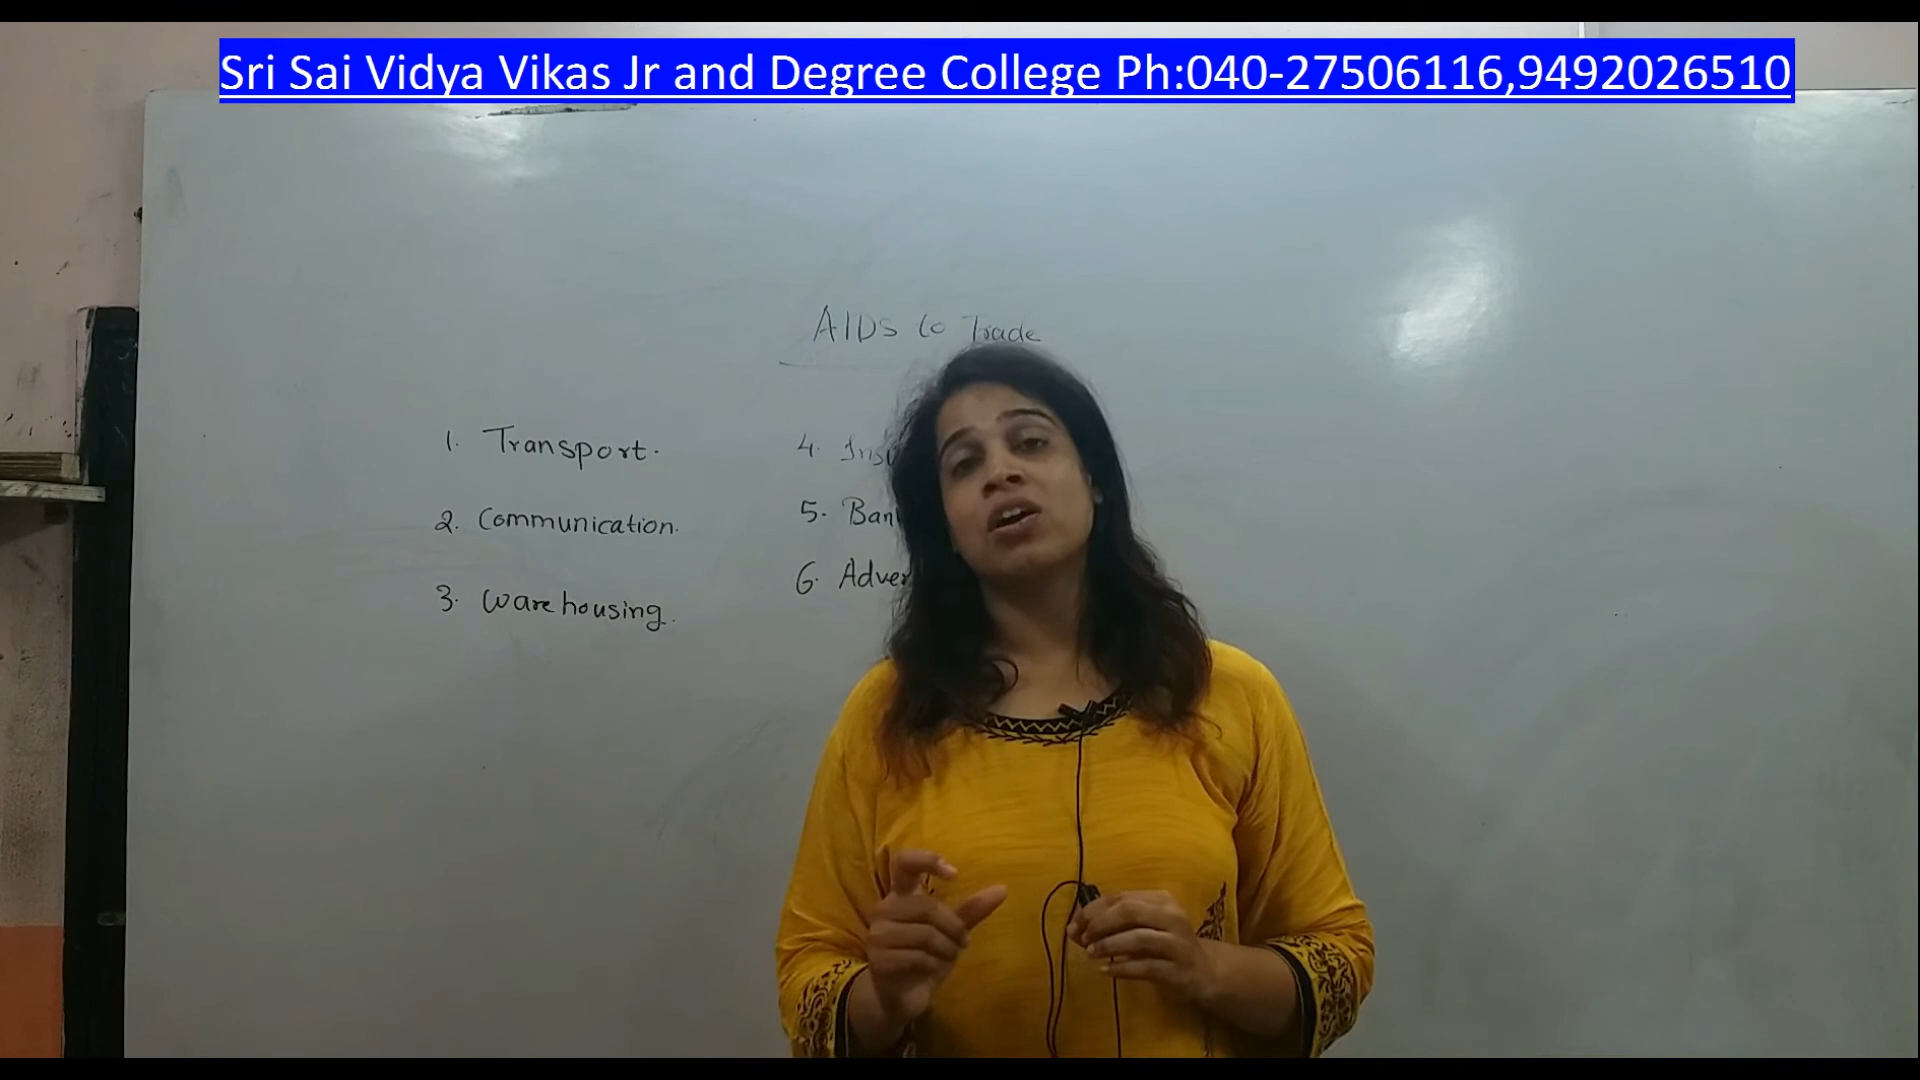 Sri Sai Vidya Vikas Jr and Degree College Ph:040-27506116,9492026510
AIDS to Trade
1. Transport.
2. Communication.
3. Warehousing.
4.
5.
6.